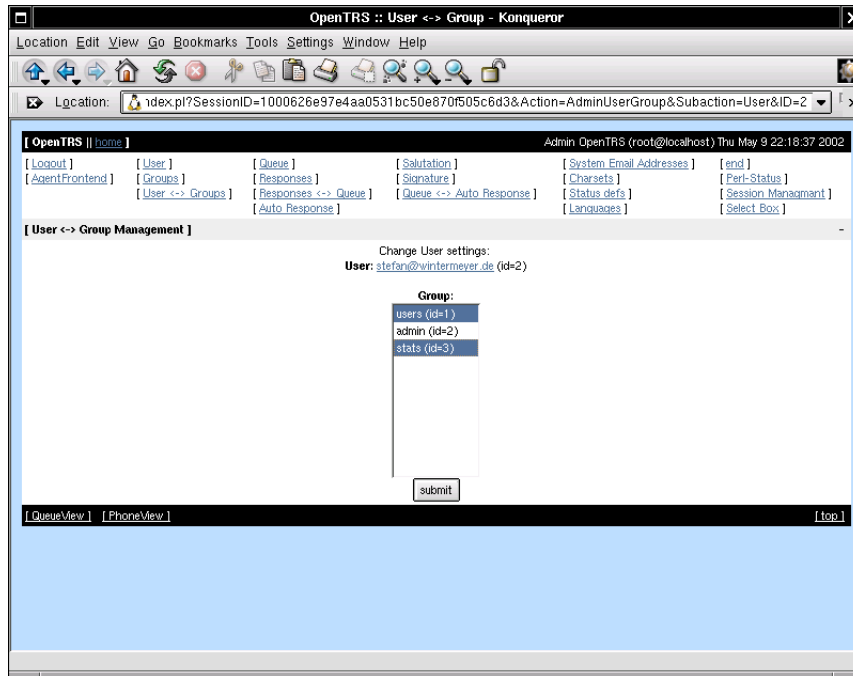 OpenTRS :: User <-> Group - Konqueror
Location Edit View Go Bookmarks Tools Settings Window Help
Location: ndex.pl?SessionID=1000626e97e4aa0531bc50e870f505c6d3&Action=AdminUserGroup&Subaction=User&ID=2
[ OpenTRS || home ] Admin OpenTRS (root@localhost) Thu May 9 22:18:37 2002
[ Logout ] [ User ] [ Queue ] [ Salutation ] [ System Email Addresses ] [ end ]
[ AgentFrontend ] [ Groups ] [ Responses ] [ Signature ] [ Charsets ] [ Perl-Status ]
[ User <-> Groups ] [ Responses <-> Queue ] [ Queue <-> Auto Response ] [ Status defs ] [ Session Managmant ]
[ Auto Response ] [ Languages ] [ Select Box ]
[ User <-> Group Management ] -
Change User settings:
User: stefan@wintermeyer.de (id=2)
Group:
users (id=1)
admin (id=2)
stats (id=3)
submit
[ QueueView ] [ PhoneView ] [ top ]